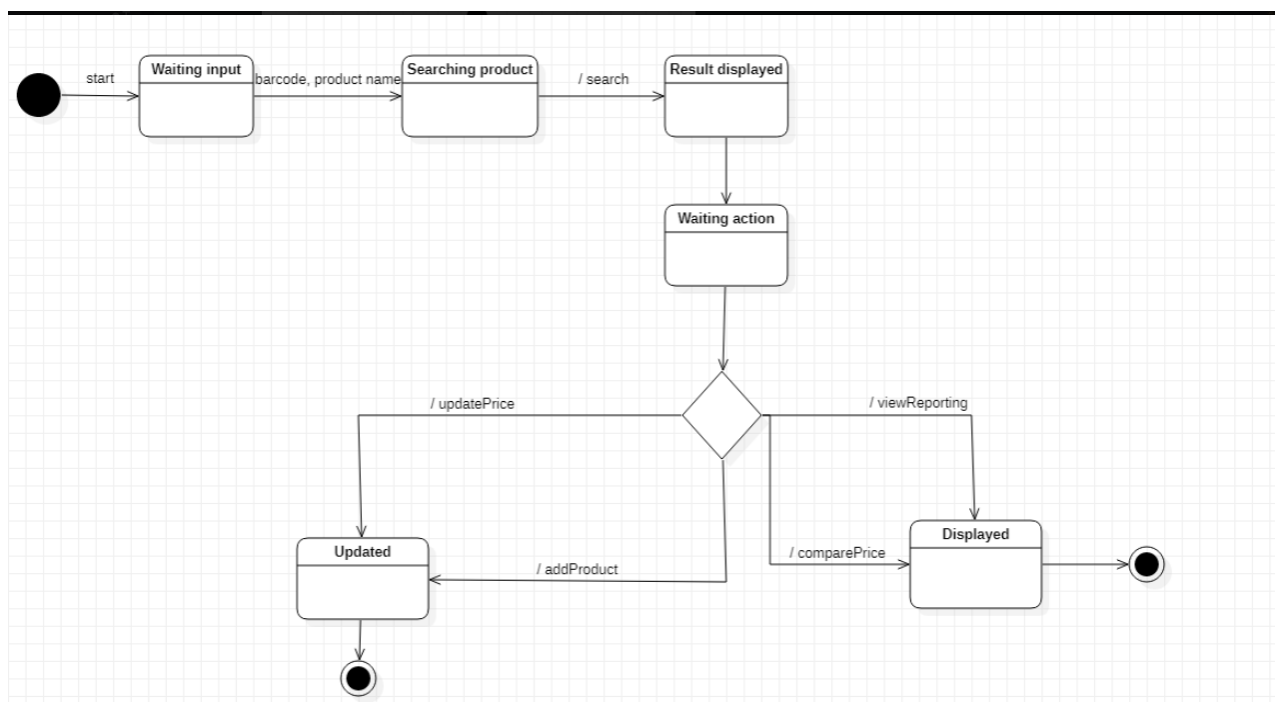 start
Waiting input
barcode, product name
Searching product
/ search
Result displayed
Waiting action
/ updatePrice
/ viewReporting
Updated
/ addProduct
/ comparePrice
Displayed